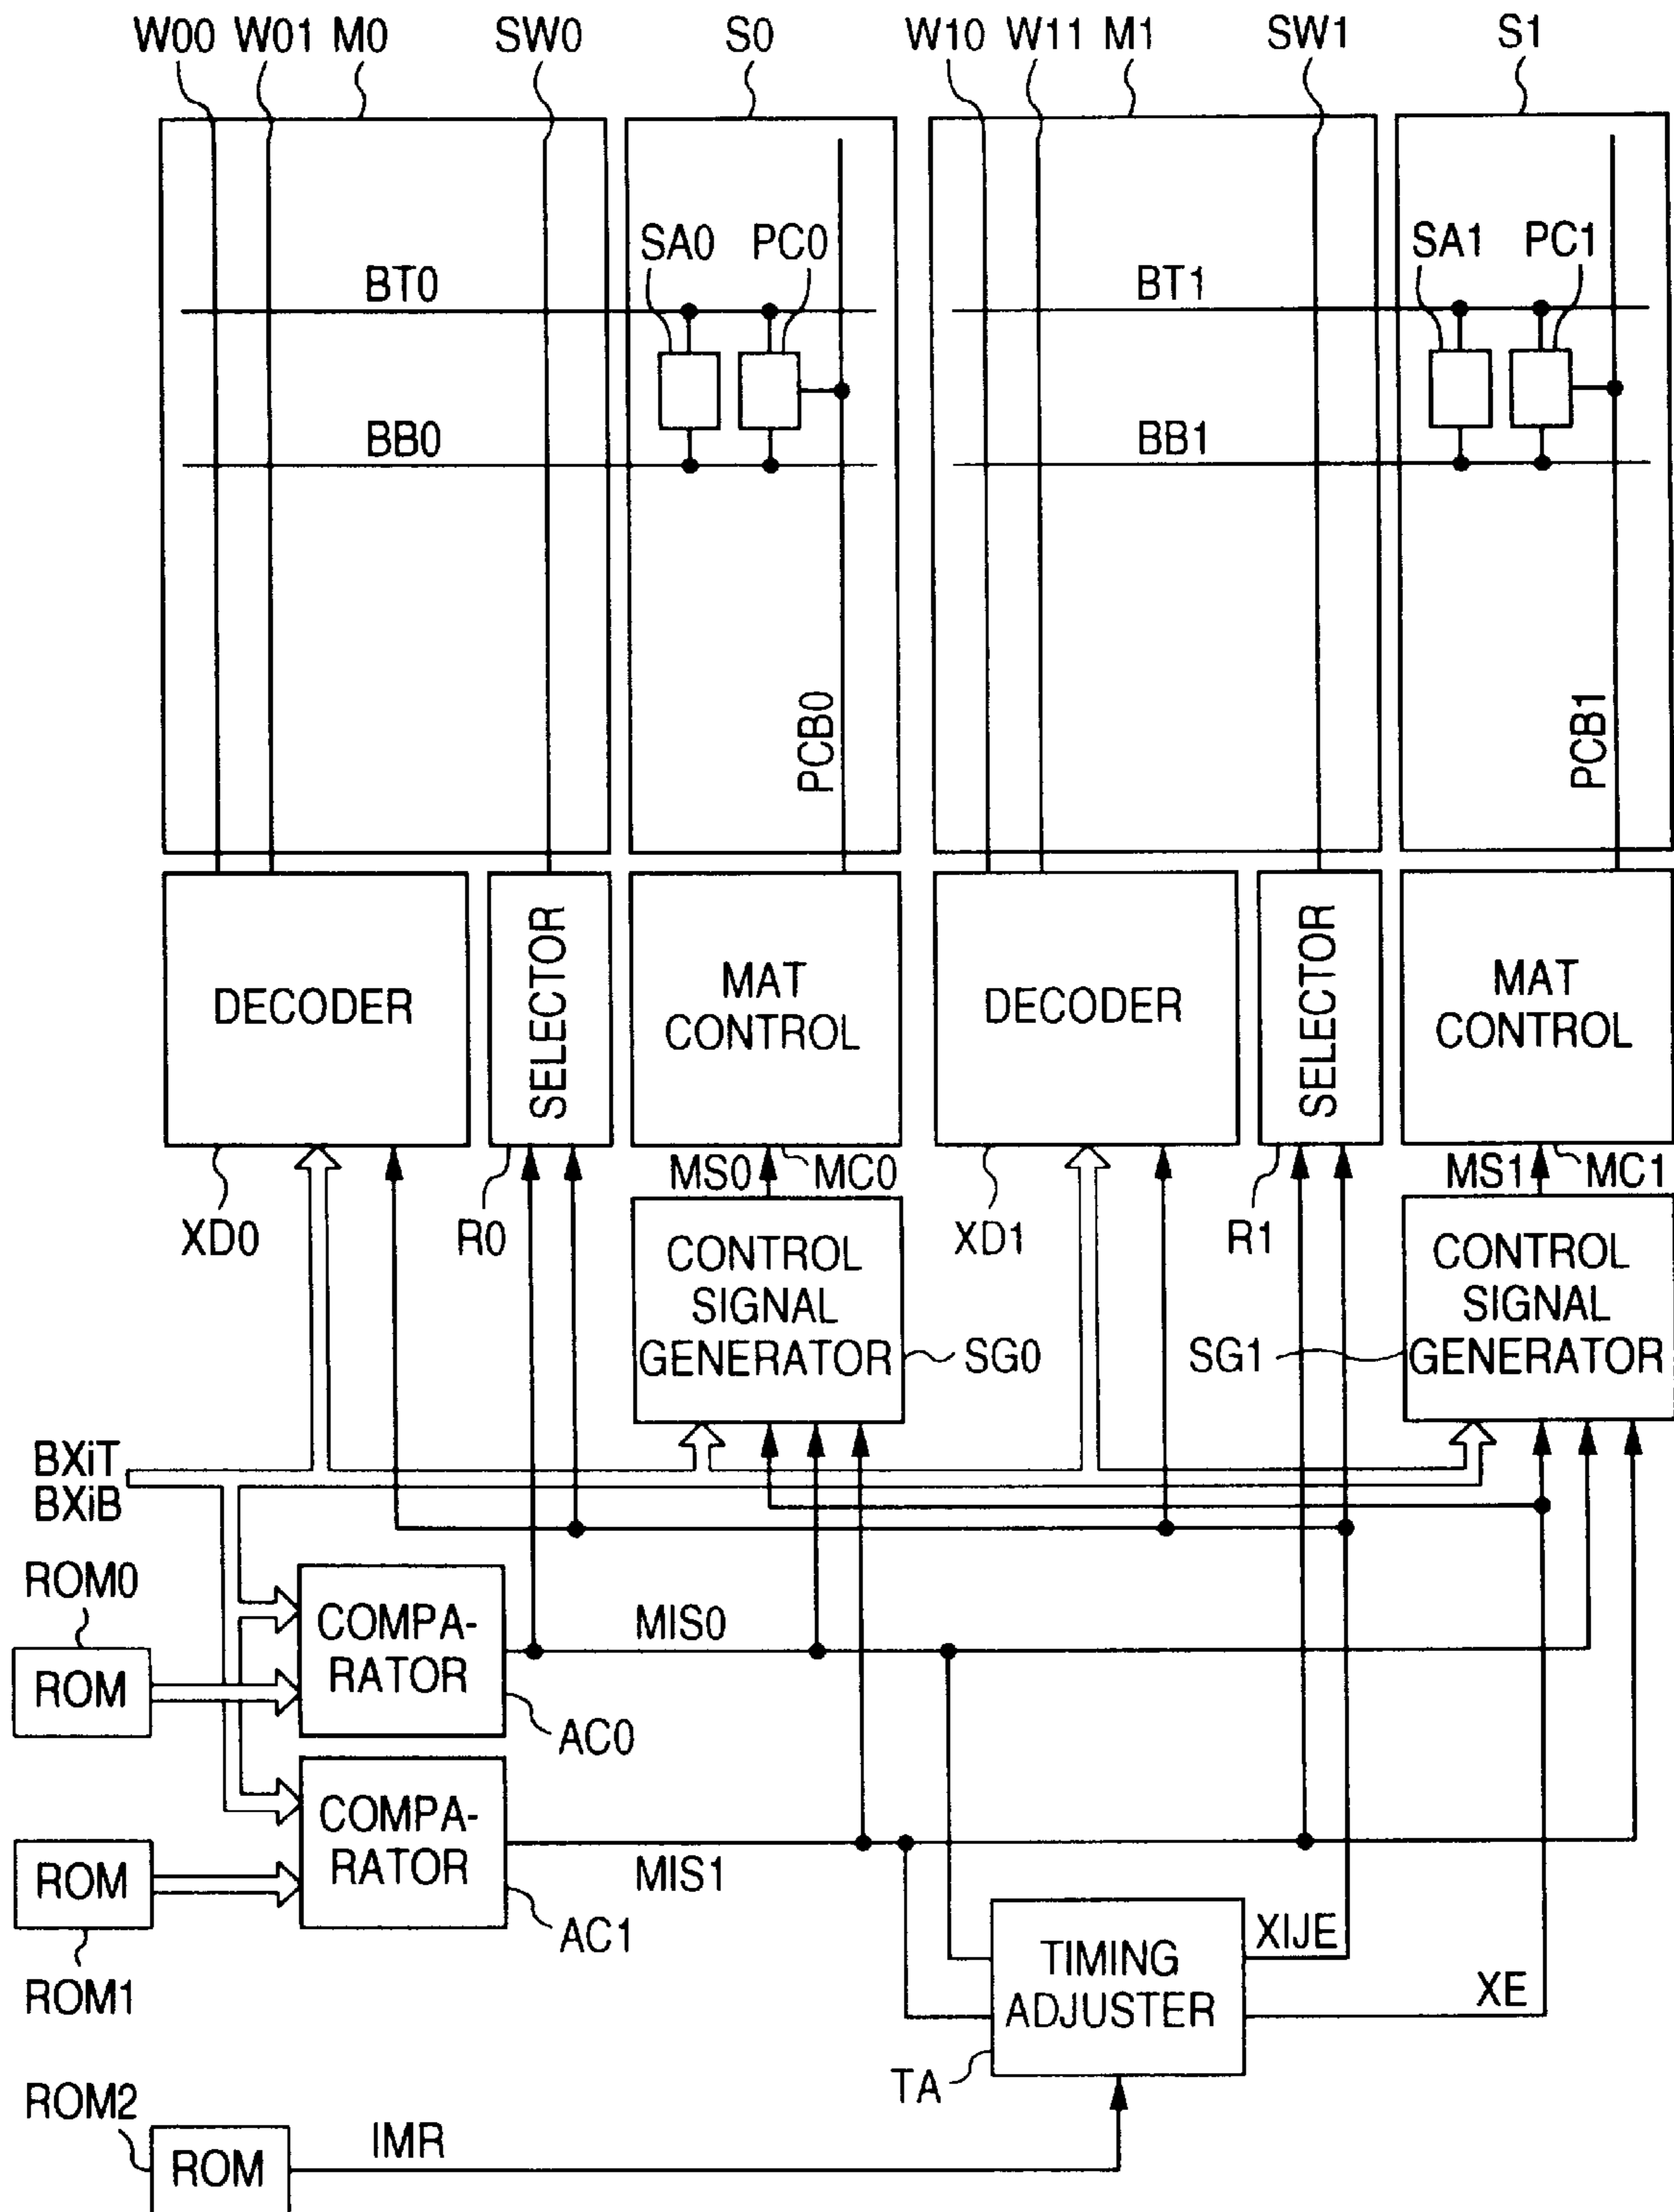 W00 W01 M0 SW0 S0 W10 W11 M1 SW1 S1
SA0 PC0 SA1 PC1
BT0 BT1
BB0 BB1
PCB0 PCB1
DECODER
SELECTOR
MAT
CONTROL
DECODER
SELECTOR
MAT
CONTROL
MS0 MC0 MS1 MC1
XD0 R0 XD1 R1
CONTROL
SIGNAL
GENERATOR
SG0
SG1
CONTROL
SIGNAL
GENERATOR
BXiT
BXiB
ROM0
ROM
COMPA-
RATOR
MIS0
AC0
ROM
COMPA-
RATOR
MIS1
AC1
ROM1
TIMING
ADJUSTER
XIJE
XE
TA
ROM2
ROM
IMR